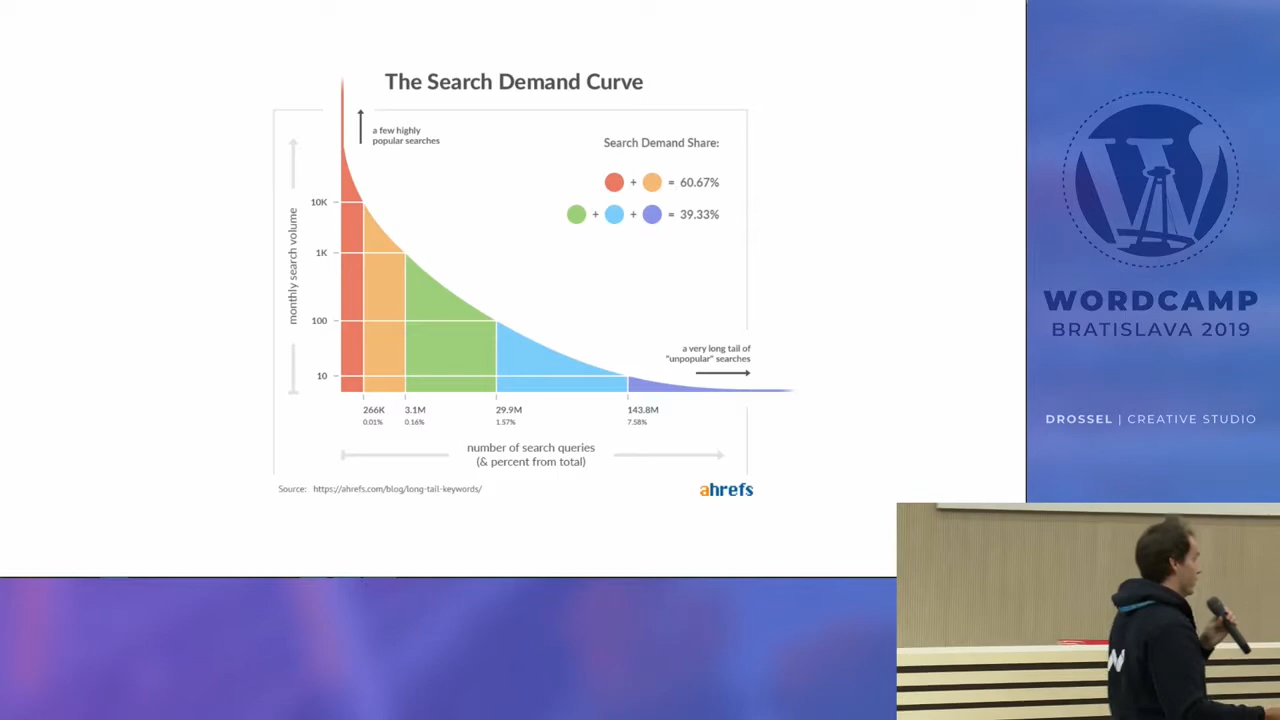 The Search Demand Curve
a few highly
popular searches
Search Demand Share:
+ = 60.67%
+ + = 39.33%
monthly search volume
10K
1K
100
10
a very long tail of
"unpopular" searches
266K 3.1M 29.9M 143.8M
0.01% 0.16% 1.57% 7.58%
number of search queries
(& percent from total)
Source: https://ahrefs.com/blog/long-tail-keywords/
ahrefs
W
WORDCAMP
BRATISLAVA 2019
DROSSEL | CREATIVE STUDIO